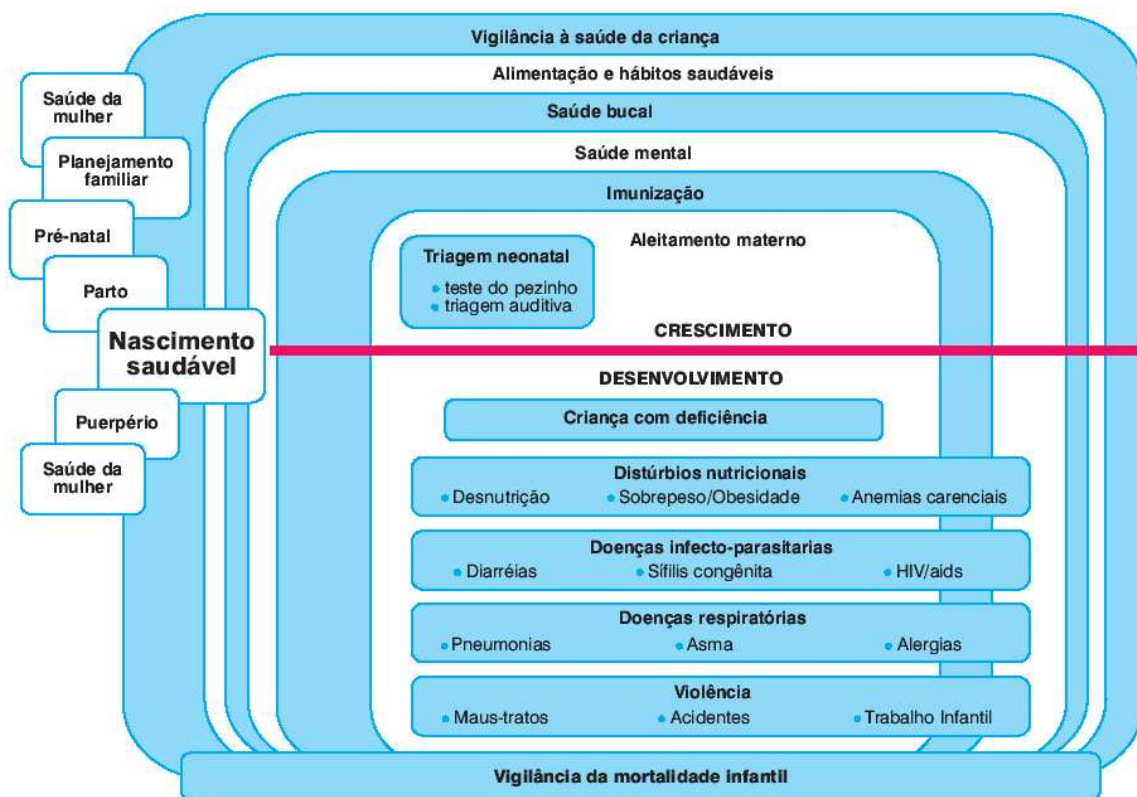 Vigilância à saúde da criança
Alimentação e hábitos saudáveis
Saúde bucal
Saúde mental
Imunização
Aleitamento materno
Saúde da
mulher
Planejamento
familiar
Pré-natal
Parto
Nascimento
saudável
Puerpério
Saúde da
mulher
Triagem neonatal
• teste do pezinho
• triagem auditiva
CRESCIMENTO
DESENVOLVIMENTO
Criança com deficiência
Distúrbios nutricionais
• Desnutrição • Sobrepeso/Obesidade • Anemias carenciais
Doenças infecto-parasitarias
• Diarréias • Sífilis congênita • HIV/aids
Doenças respiratórias
• Pneumonias • Asma • Alergias
Violência
• Maus-tratos • Acidentes • Trabalho Infantil
Vigilância da mortalidade infantil